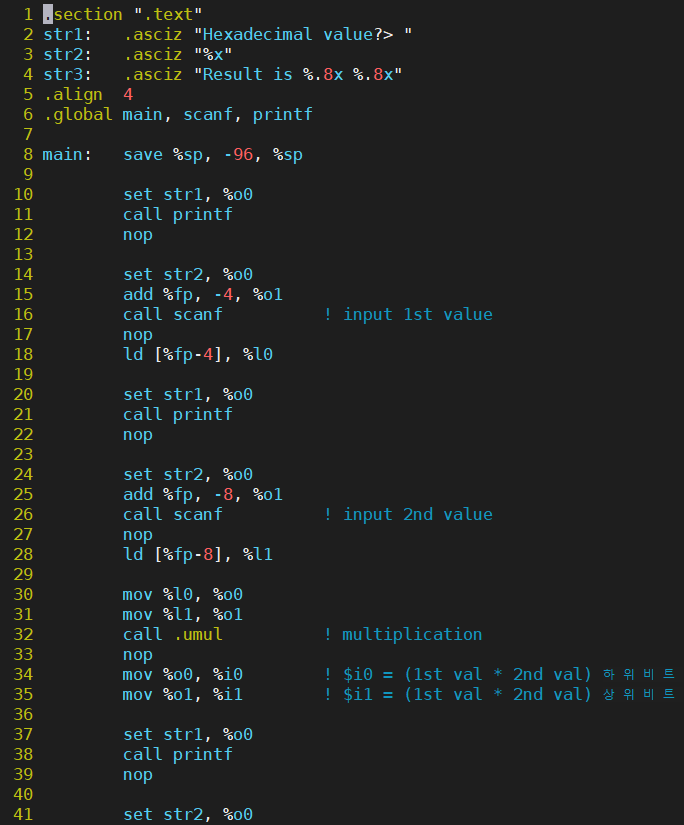 1 .section ".text"
2 str1:   .asciz "Hexadecimal value?> "
3 str2:   .asciz "%x"
4 str3:   .asciz "Result is %.8x %.8x"
5 .align  4
6 .global main, scanf, printf
7
8 main:   save %sp, -96, %sp
9
10         set str1, %o0
11         call printf
12         nop
13
14         set str2, %o0
15         add %fp, -4, %o1
16         call scanf          ! input 1st value
17         nop
18         ld [%fp-4], %l0
19
20         set str1, %o0
21         call printf
22         nop
23
24         set str2, %o0
25         add %fp, -8, %o1
26         call scanf          ! input 2nd value
27         nop
28         ld [%fp-8], %l1
29
30         mov %l0, %o0
31         mov %l1, %o1
32         call .umul          ! multiplication
33         nop
34         mov %o0, %i0        ! $i0 = (1st val * 2nd val) 하위비트
35         mov %o1, %i1        ! $i1 = (1st val * 2nd val) 상위비트
36
37         set str1, %o0
38         call printf
39         nop
40
41         set str2, %o0